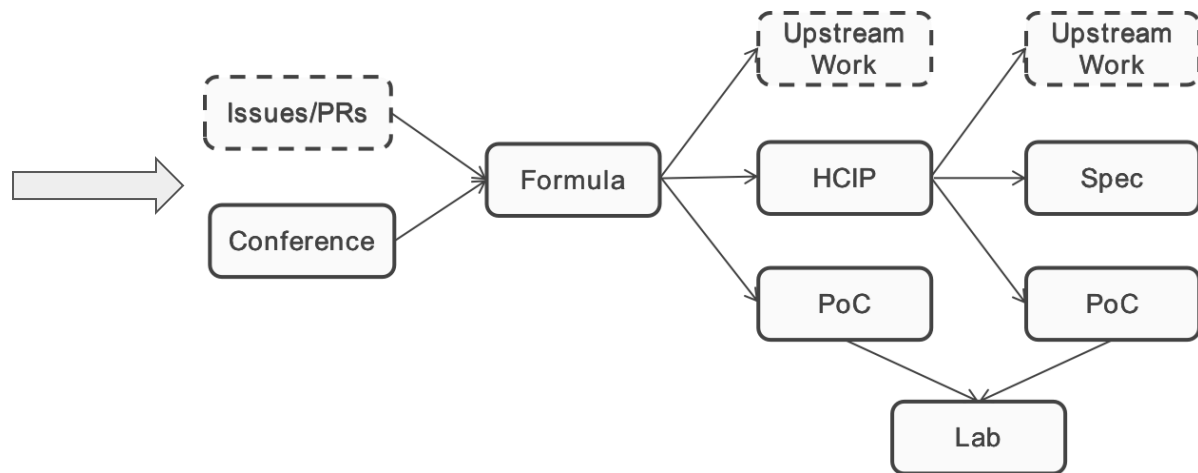 Issues/PRs
Conference
Formula
Upstream
Work
HCIP
PoC
Upstream
Work
Spec
PoC
Lab